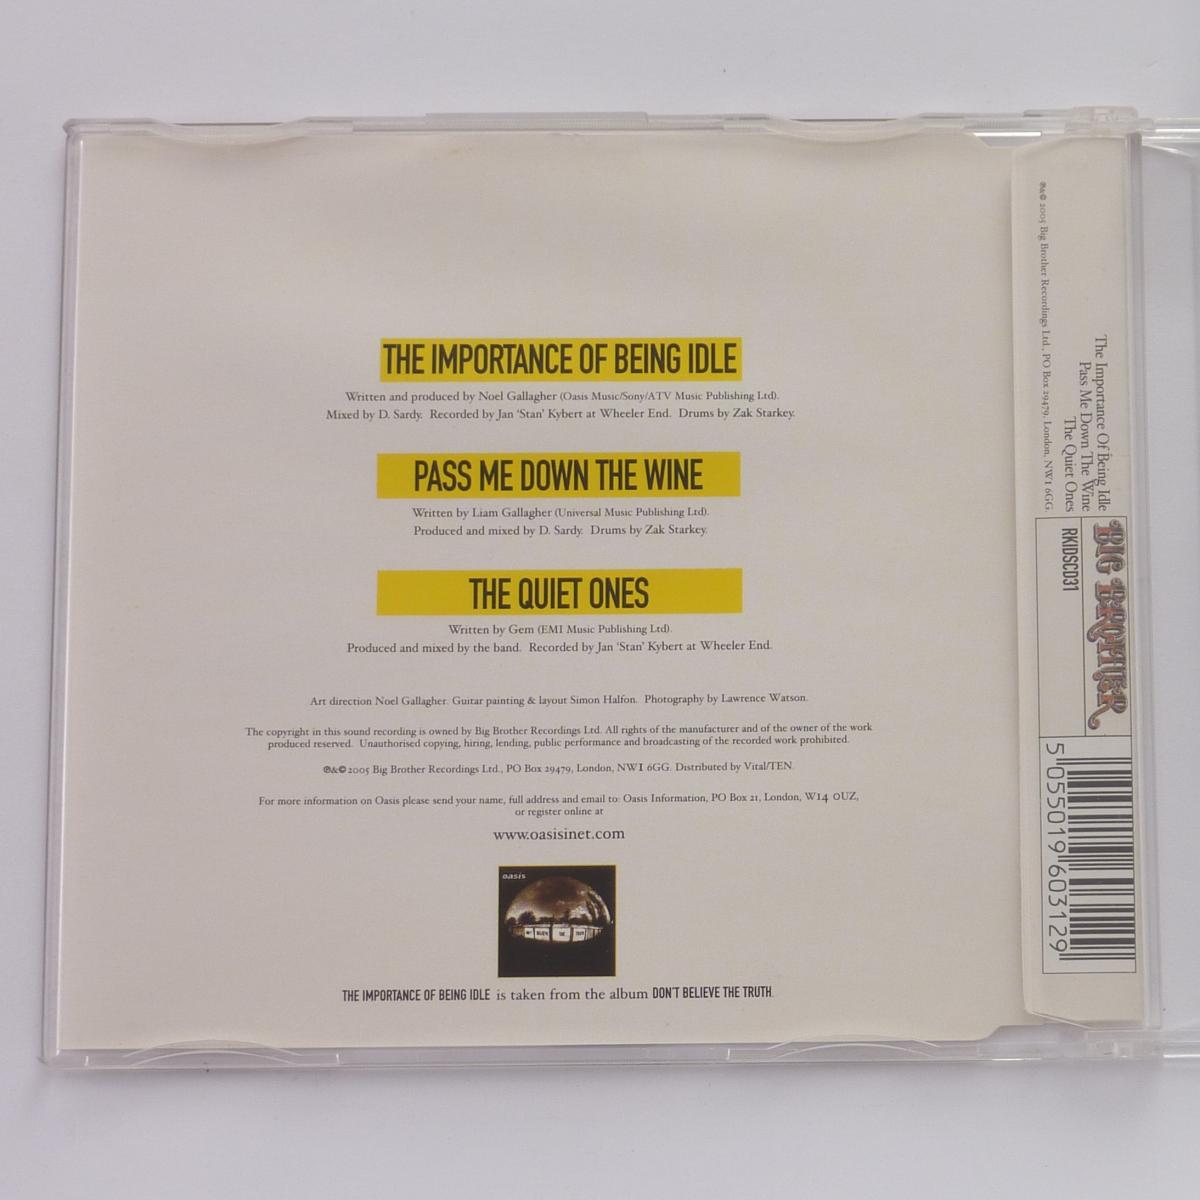 THE IMPORTANCE OF BEING IDLE
Written and produced by Noel Gallagher (Oasis Music/Sony/ATV Music Publishing Ltd).
Mixed by D. Sardy. Recorded by Jan 'Stan' Kybert at Wheeler End. Drums by Zak Starkey.
PASS ME DOWN THE WINE
Written by Liam Gallagher (Universal Music Publishing Ltd).
Produced and mixed by D. Sardy. Drums by Zak Starkey.
THE QUIET ONES
Written by Gem (EMI Music Publishing Ltd).
Produced and mixed by the band. Recorded by Jan 'Stan' Kybert at Wheeler End.
Art direction Noel Gallagher. Guitar painting & layout Simon Halfon. Photography by Lawrence Watson.
The copyright in this sound recording is owned by Big Brother Recordings Ltd. All rights of the manufacturer and of the owner of the work
produced reserved. Unauthorised copying, hiring, lending, public performance and broadcasting of the recorded work prohibited.
℗&© 2005 Big Brother Recordings Ltd., PO Box 29479, London, NW1 6GG. Distributed by Vital/TEN.
For more information on Oasis please send your name, full address and email to: Oasis Information, PO Box 21, London, W14 0UZ,
or register online at
www.oasisinet.com
oasis
THE IMPORTANCE OF BEING IDLE is taken from the album DON'T BELIEVE THE TRUTH.
The Importance Of Being Idle
Pass Me Down The Wine
The Quiet Ones
℗&© 2005 Big Brother Recordings Ltd., PO Box 29479, London, NW1 6GG.
BIG BROTHER
RKIDSCD31
5 055019 603129